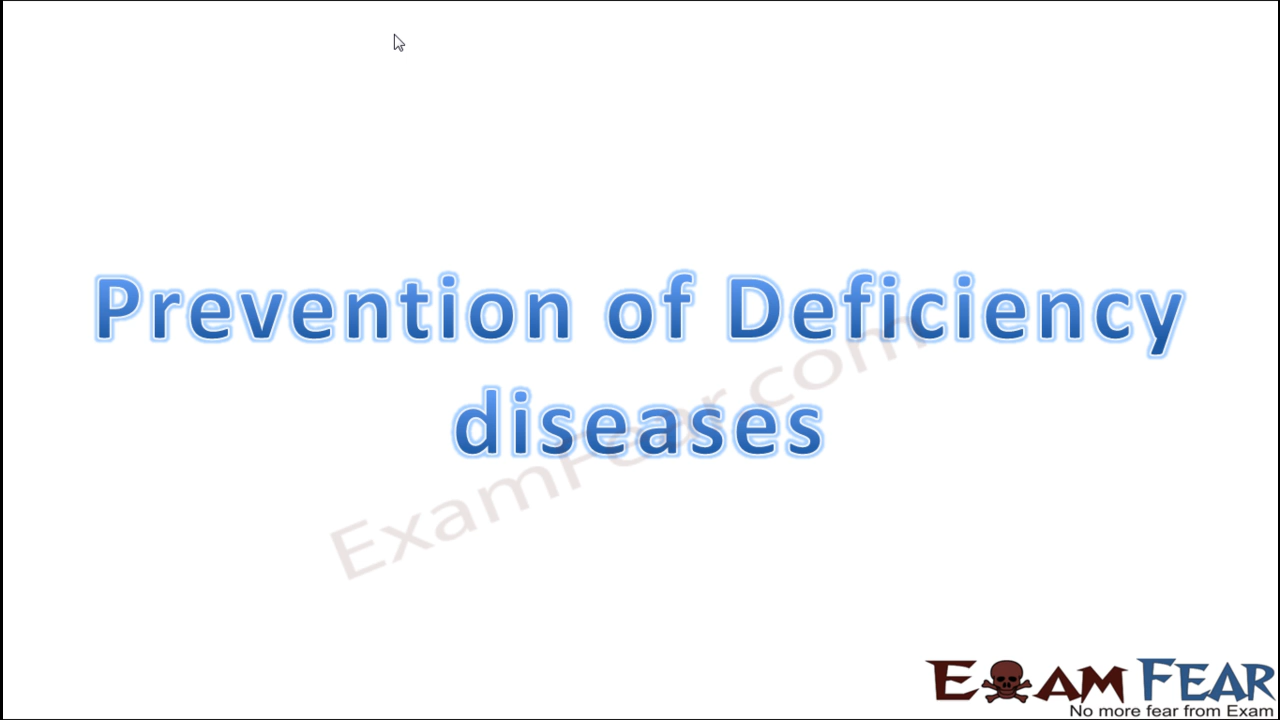 Prevention of Deficiency
diseases
ExamFear.com
EXAM FEAR
No more fear from Exam